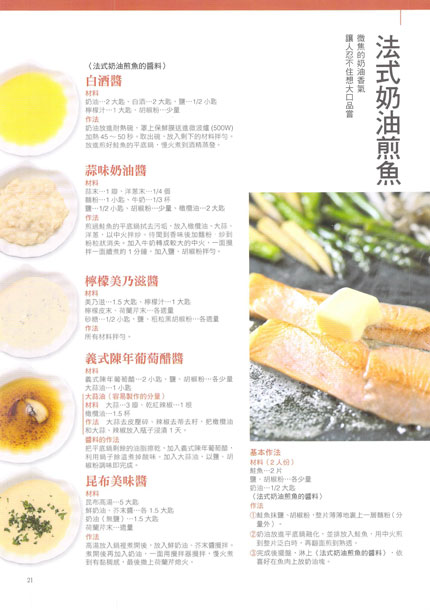 法式奶油煎魚
微焦的奶油香氣
讓人忍不住想大口品嘗
〈法式奶油煎魚的醬料〉
白酒醬
材料
奶油…2 大匙、白酒…2 大匙、鹽…1/2 小匙
檸檬汁…1 大匙、胡椒粉…少量
作法
奶油放進耐熱碗，罩上保鮮膜送進微波爐 (500W)
加熱 45～50 秒。取出碗，放入剩下的材料拌勻。
放進煎好鮭魚的平底鍋，慢火煮到酒精蒸發。
蒜味奶油醬
材料
蒜末…1 瓣、洋蔥末…1/4 個
麵粉…1 小匙、牛奶…1/3 杯
鹽…1/2 小匙、胡椒粉…少量、橄欖油…2 大匙
作法
煎過鮭魚的平底鍋拭去污垢，放入橄欖油、大蒜、
洋蔥，以中火拌炒。待聞到香味後加麵粉，炒到
粉粒狀消失。加入牛奶轉成較大的中火，一面攪
拌一面續煮約 1 分鐘。加入鹽、胡椒粉拌勻。
檸檬美乃滋醬
材料
美乃滋…1.5 大匙、檸檬汁…1 大匙
檸檬皮末、荷蘭芹末…各適量
砂糖…1/2 小匙、鹽、粗粒黑胡椒粉…各適量
作法
所有材料拌勻。
義式陳年葡萄醋醬
材料
義式陳年葡萄醋…2 小匙、鹽、胡椒粉…各少量
大蒜油…1 小匙
大蒜油（容易製作的分量）
材料　大蒜…3 瓣、乾紅辣椒…1 根
橄欖油…1.5 杯
作法　大蒜去皮壓碎、辣椒去蒂去籽。把橄欖油
和大蒜、辣椒放入瓶子浸漬 1 天。
醬料的作法
把平底鍋剩餘的油脂擦乾，加入義式陳年葡萄醋，
利用鍋子餘溫煮掉酸味。加入大蒜油，以鹽、胡
椒粉調味即完成。
昆布美味醬
材料
昆布高湯…5 大匙
鮮奶油、芥末醬…各 1.5 大匙
奶油（無鹽）…1.5 大匙
荷蘭芹末…適量
作法
高湯放入鍋裡煮開後，放入鮮奶油、芥末醬攪拌。
煮開後再加入奶油，一面用攪拌器攪拌，慢火煮
到有點稠感，最後撒上荷蘭芹熄火。
基本作法
材料（2 人份）
鮭魚…2 片
鹽、胡椒粉…各少量
奶油…1/2 大匙
〈法式奶油煎魚的醬料〉
作法
①鮭魚抹鹽、胡椒粉，整片薄薄地裹上一層麵粉（分
量外）。
②奶油放進平底鍋融化，並排放入鮭魚，用中火煎
到整片泛白時，再翻面煎到熟透。
③完成後擺盤，淋上〈法式奶油煎魚的醬料〉，依
喜好在魚肉上放奶油塊。
21